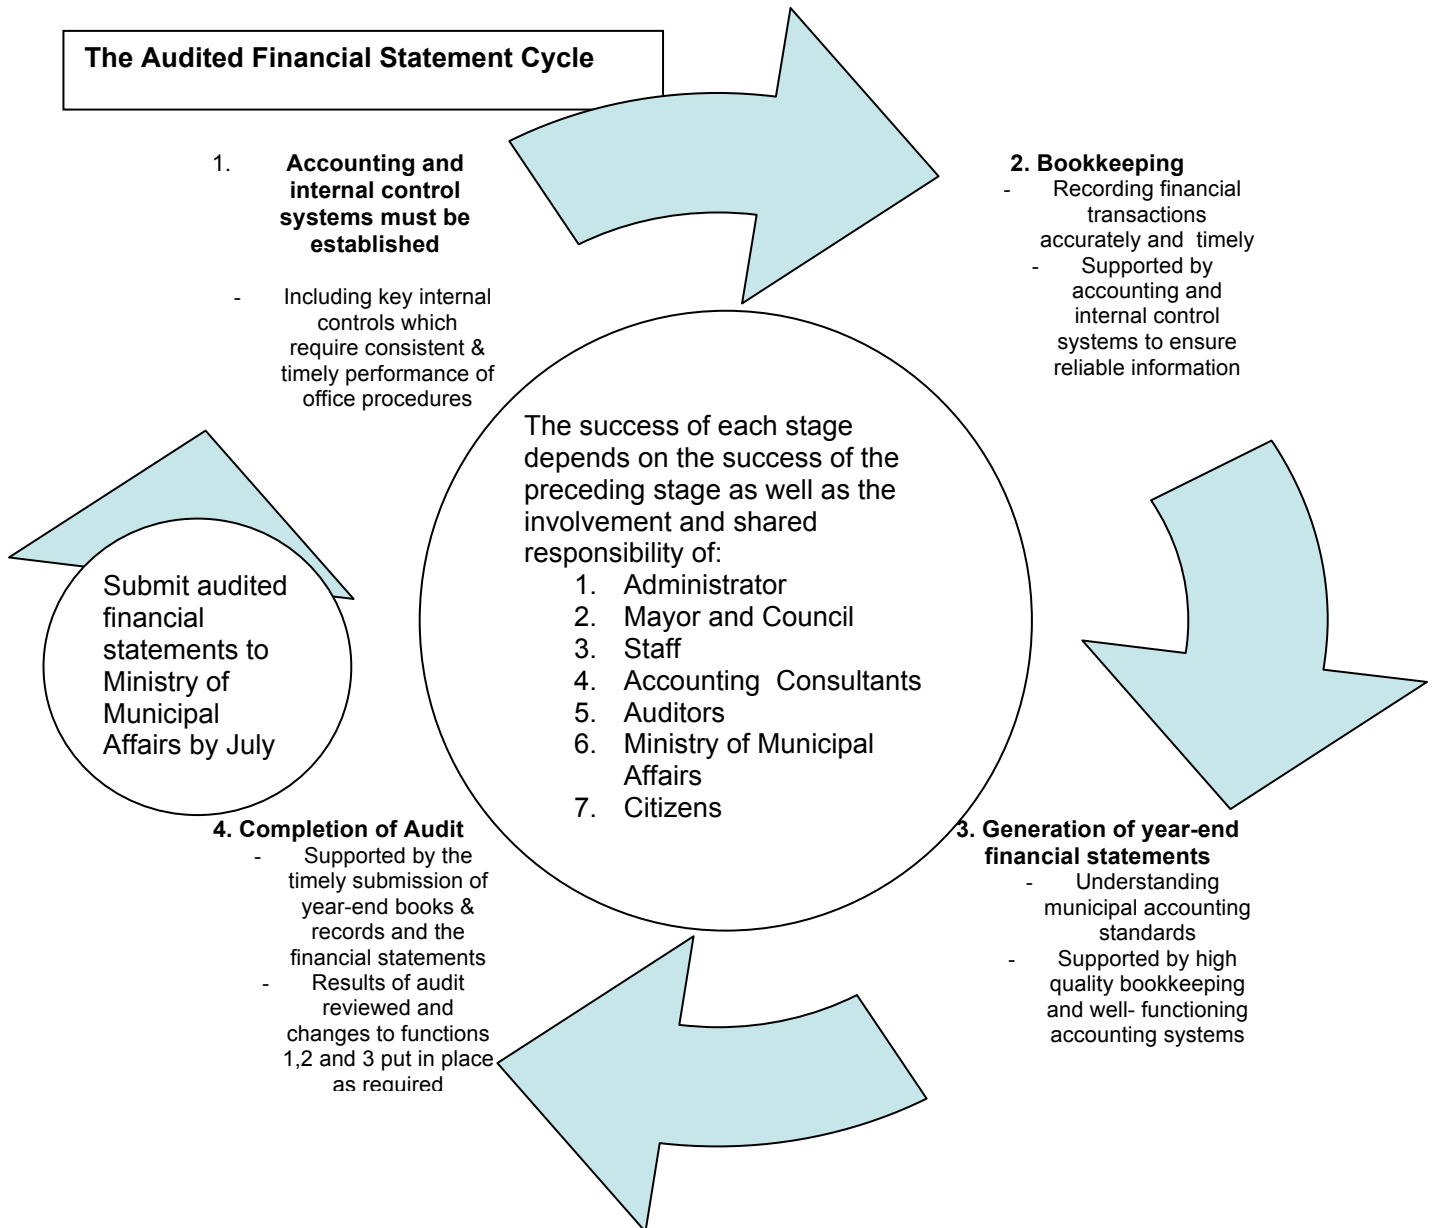 The Audited Financial Statement Cycle
1. Accounting and
internal control
systems must be
established
- Including key internal
controls which
require consistent &
timely performance of
office procedures
2. Bookkeeping
- Recording financial
transactions
accurately and timely
- Supported by
accounting and
internal control
systems to ensure
reliable information
The success of each stage
depends on the success of the
preceding stage as well as the
involvement and shared
responsibility of:
1. Administrator
2. Mayor and Council
3. Staff
4. Accounting Consultants
5. Auditors
6. Ministry of Municipal
Affairs
7. Citizens
Submit audited
financial
statements to
Ministry of
Municipal
Affairs by July
3. Generation of year-end
financial statements
- Understanding
municipal accounting
standards
- Supported by high
quality bookkeeping
and well- functioning
accounting systems
4. Completion of Audit
- Supported by the
timely submission of
year-end books &
records and the
financial statements
- Results of audit
reviewed and
changes to functions
1,2 and 3 put in place
as required